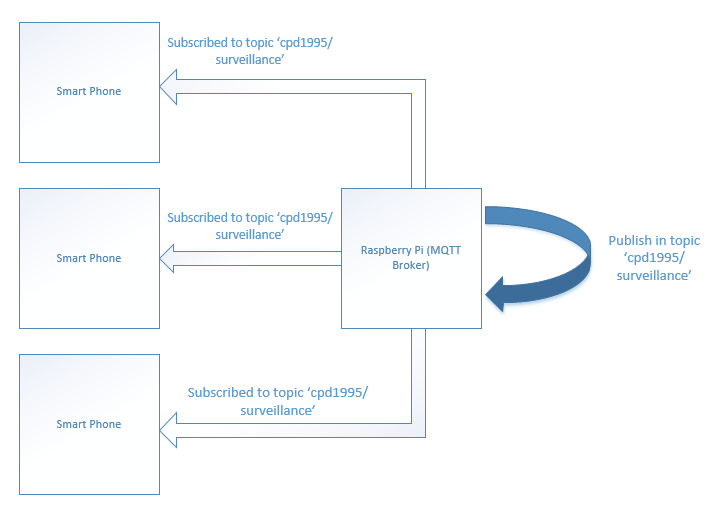 Subscribed to topic ‘cpd1995/
surveillance’
Smart Phone
Subscribed to topic ‘cpd1995/
surveillance’
Smart Phone
Raspberry Pi (MQTT
Broker)
Publish in topic
‘cpd1995/
surveillance’
Subscribed to topic ‘cpd1995/
surveillance’
Smart Phone